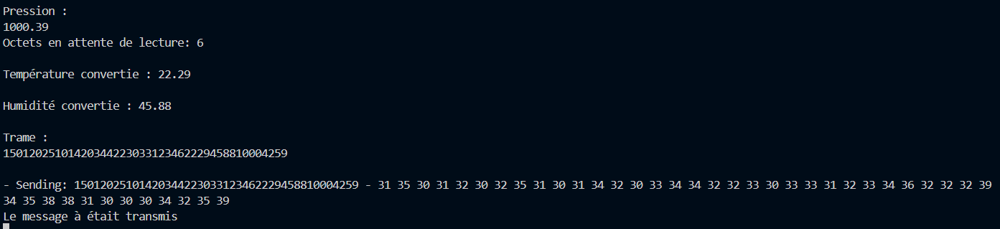 Pression :
1000.39
Octets en attente de lecture: 6
Température convertie : 22.29
Humidité convertie : 45.88
Trame :
15012025101420344223033123462229458810004259
- Sending: 15012025101420344223033123462229458810004259 - 31 35 30 31 32 30 32 35 31 30 31 34 32 30 33 34 34 32 32 33 30 33 33 31 32 33 34 36 32 32 32 39
34 35 38 38 31 30 30 30 34 32 35 39
Le message à était transmis